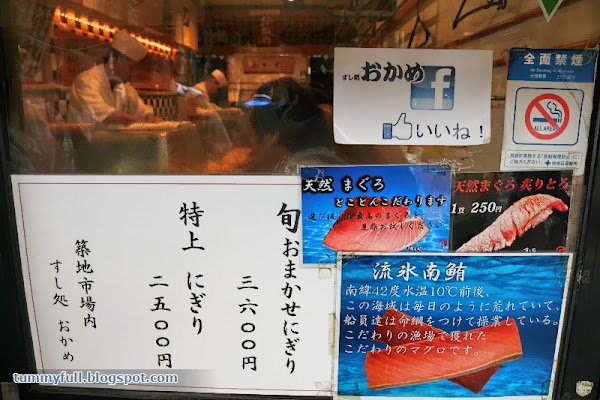 旬おまかせにぎり
三六〇〇円
特上 にぎり
二五〇〇円
築地市場内
すし処 おかめ
すし処 おかめ
f
いいね!
全面禁煙
ALL AREAS
天然 まぐろ
とことんこだわります
天然 まぐろ 炙りとろ
1貫 250円
流氷南鮪
南緯42度水温10℃前後、
この海域は毎日のように荒れていて、
船員達は命綱をつけて操業している。
こだわりの漁場で獲れた
こだわりのマグロです。
tummyfull.blogspot.com
tummyfull.blogspot.com